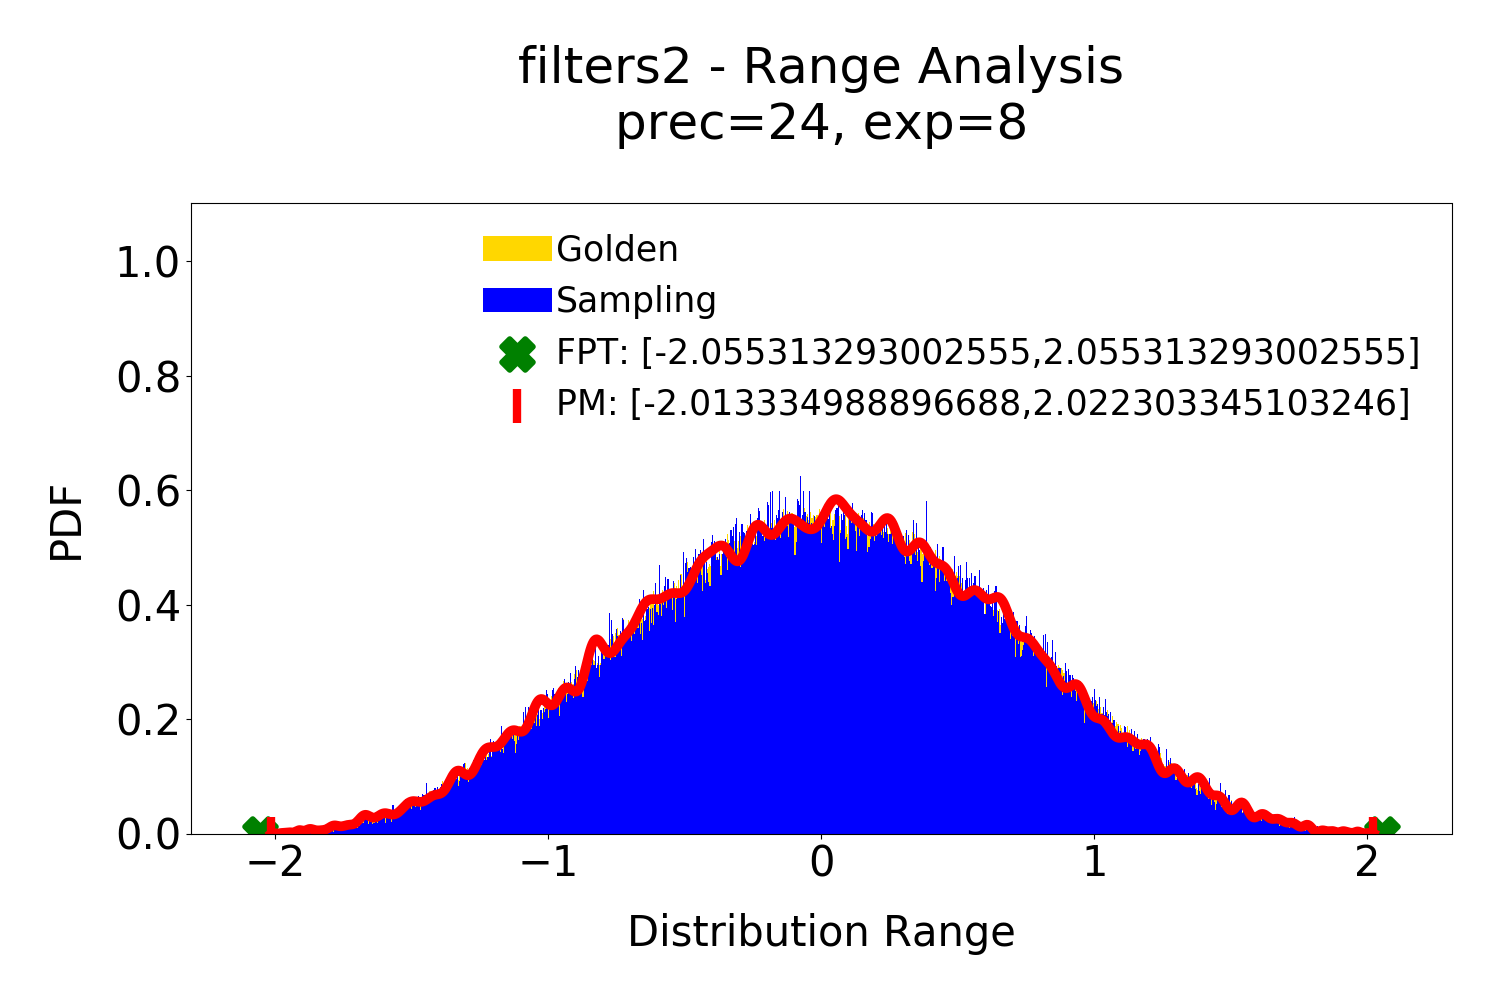 filters2 - Range Analysis
prec=24, exp=8
Golden
Sampling
FPT: [-2.055313293002555,2.055313293002555]
PM: [-2.013334988896688,2.022303345103246]
1.0
0.8
0.6
0.4
0.2
0.0
PDF
−2
−1
0
1
2
Distribution Range